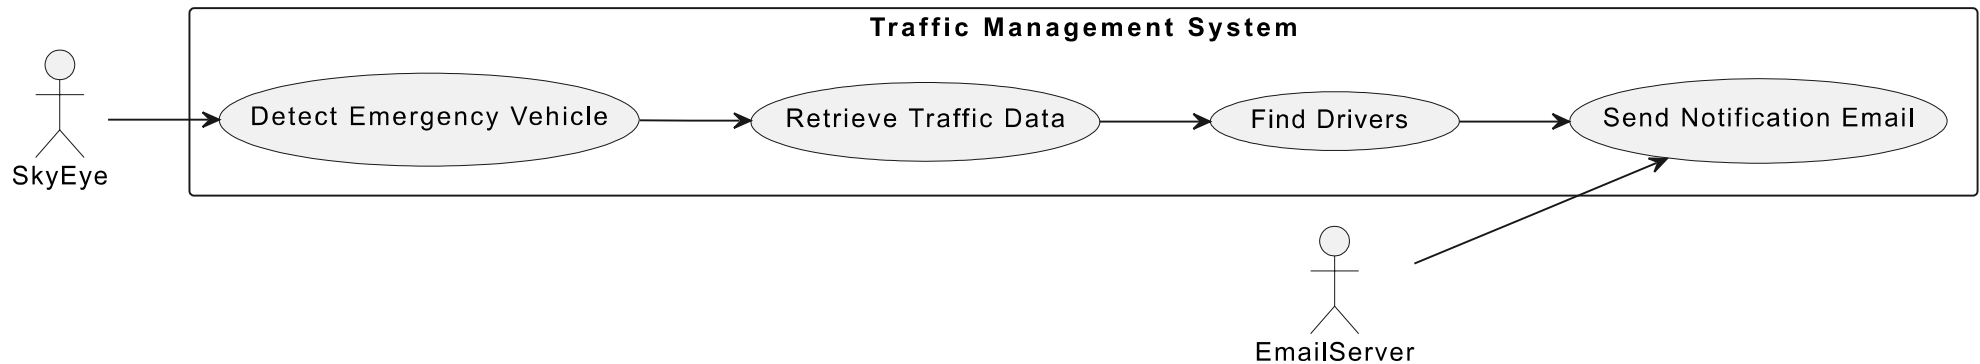 Traffic Management System
Detect Emergency Vehicle
Retrieve Traffic Data
Find Drivers
Send Notification Email
SkyEye
EmailServer